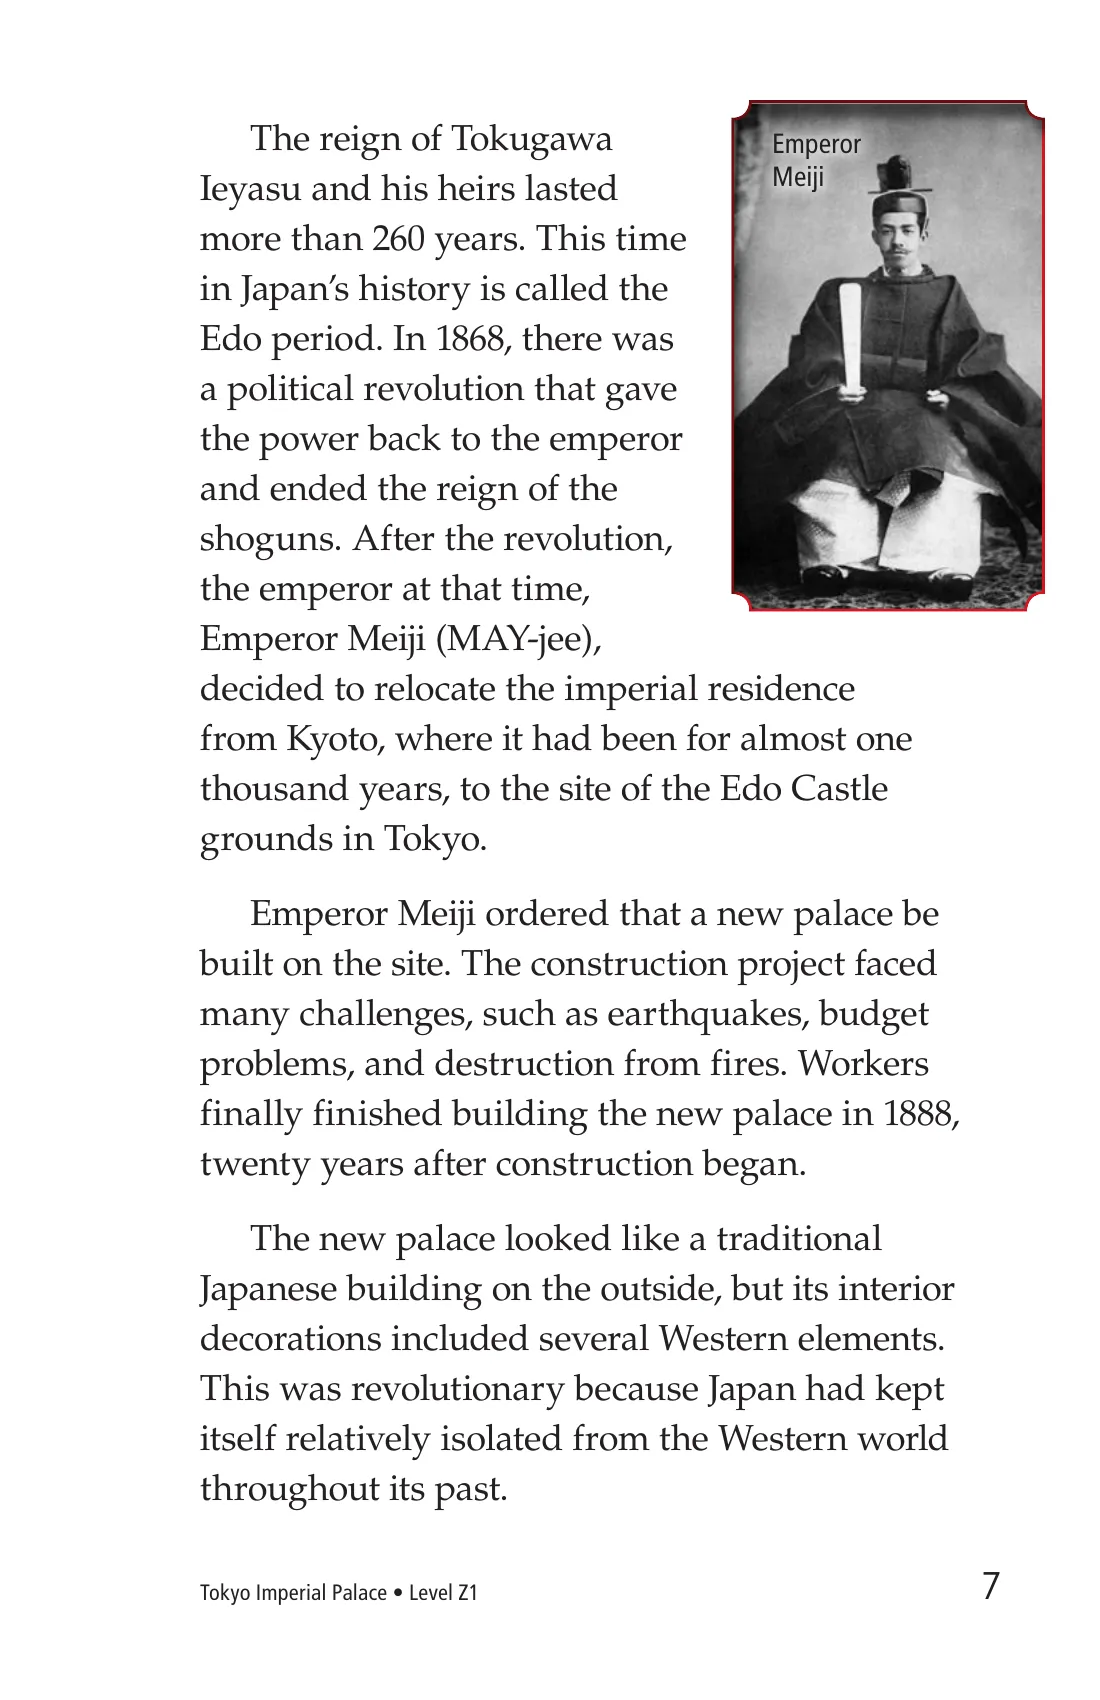 The reign of Tokugawa
Ieyasu and his heirs lasted
more than 260 years. This time
in Japan’s history is called the
Edo period. In 1868, there was
a political revolution that gave
the power back to the emperor
and ended the reign of the
shoguns. After the revolution,
the emperor at that time,
Emperor Meiji (MAY-jee),
decided to relocate the imperial residence
from Kyoto, where it had been for almost one
thousand years, to the site of the Edo Castle
grounds in Tokyo.
Emperor
Meiji
Emperor Meiji ordered that a new palace be
built on the site. The construction project faced
many challenges, such as earthquakes, budget
problems, and destruction from fires. Workers
finally finished building the new palace in 1888,
twenty years after construction began.
The new palace looked like a traditional
Japanese building on the outside, but its interior
decorations included several Western elements.
This was revolutionary because Japan had kept
itself relatively isolated from the Western world
throughout its past.
Tokyo Imperial Palace • Level Z1
7